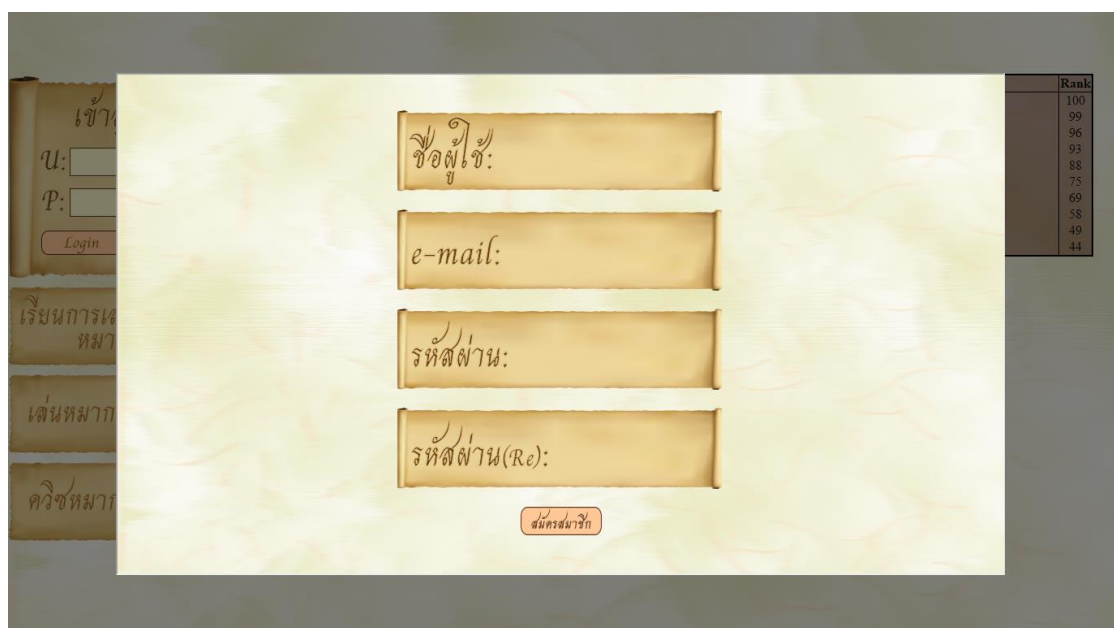 U:
P:
Login
ชื่อผู้ใช้:
e-mail:
รหัสผ่าน:
รหัสผ่าน(Re):
สมัครสมาชิก
Rank
100
99
96
93
88
75
69
58
49
44